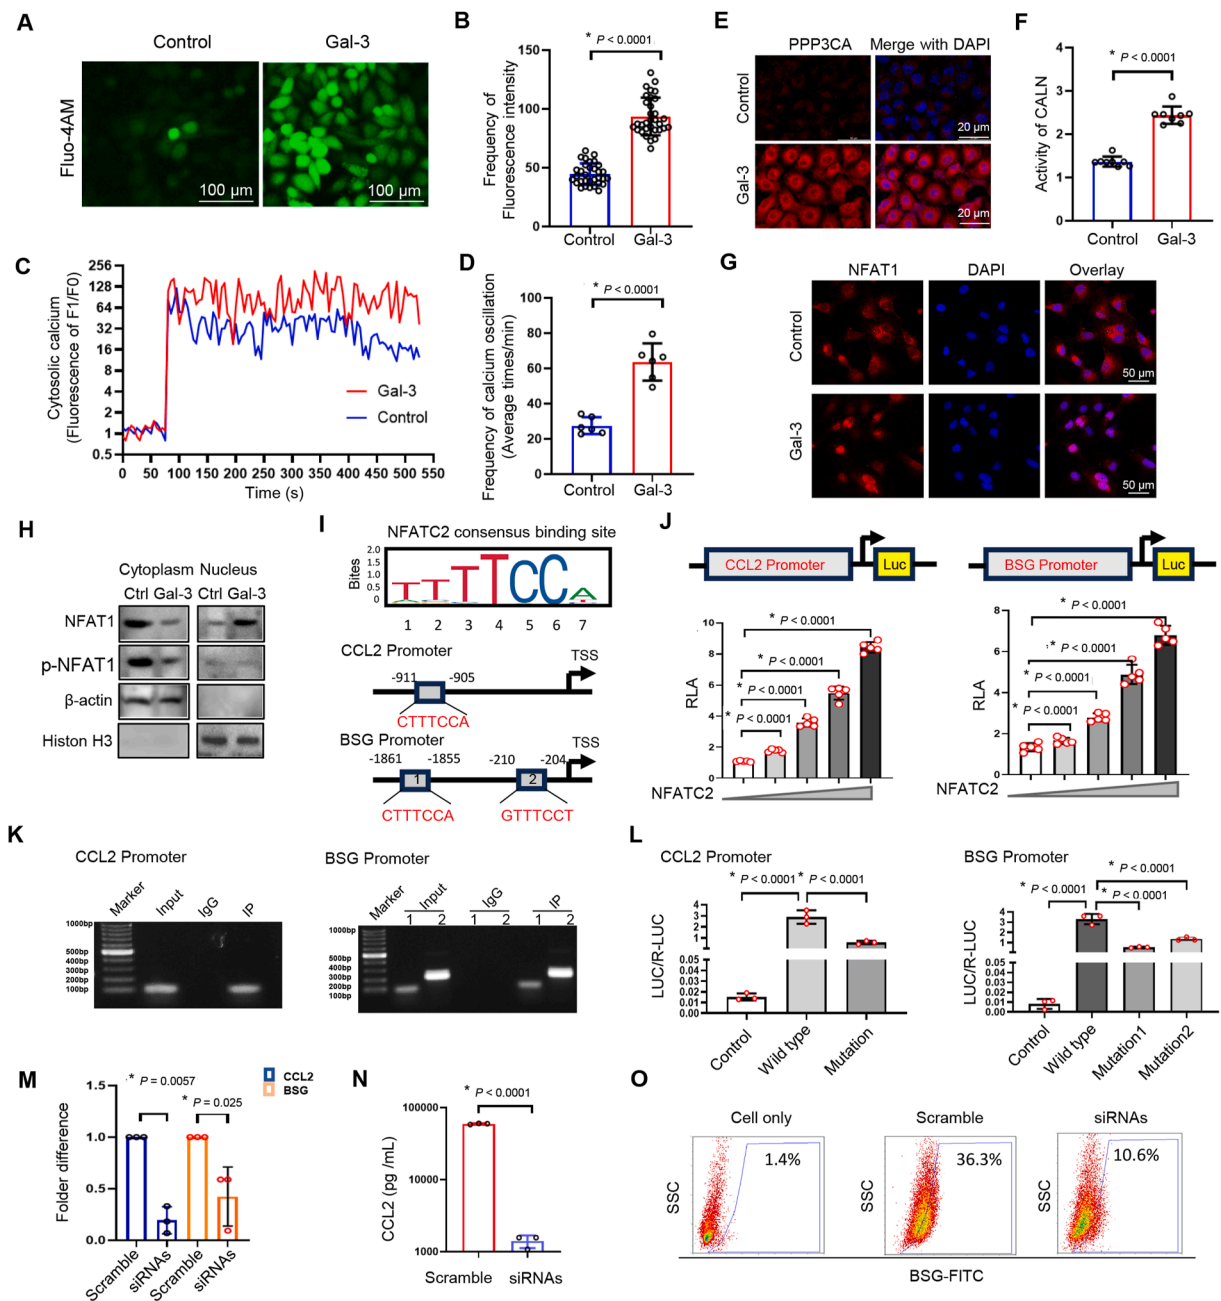 A
Control
Gal-3
Fluo-4AM
100 µm
100 µm
B
* P < 0.0001
Frequency of
Fluorescence intensity
150
100
50
0
Control
Gal-3
C
Cytosolic calcium
(Fluorescence of F1/F0)
256
128
64
32
16
8
4
2
1
0.5
0 50 100 150 200 250 300 350 400 450 500 550
Time (s)
Gal-3
Control
D
* P < 0.0001
Frequency of calcium oscillation
(Average times/min)
100
80
60
40
20
0
Control
Gal-3
E
PPP3CA
Merge with DAPI
Control
20 µm
Gal-3
20 µm
F
* P < 0.0001
Activity of CALN
4
3
2
1
0
Control
Gal-3
G
NFAT1
DAPI
Overlay
Control
50 µm
Gal-3
50 µm
H
Cytoplasm Nucleus
Ctrl Gal-3 Ctrl Gal-3
NFAT1
p-NFAT1
β-actin
Histon H3
I
NFATC2 consensus binding site
Bites
2.0
1.5
1.0
0.5
0
TTTTCCA
1 2 3 4 5 6 7
CCL2 Promoter
TSS
-911 -905
CTTTCCA
BSG Promoter
TSS
-1861 -1855 -210 -204
1 2
CTTTCCA GTTTCCT
J
CCL2 Promoter Luc
RLA
10
8
6
4
2
0
* P < 0.0001
* P < 0.0001
* P < 0.0001
* P < 0.0001
NFATC2
BSG Promoter Luc
RLA
8
6
4
2
0
* P < 0.0001
* P < 0.0001
* P < 0.0001
* P < 0.0001
NFATC2
K
CCL2 Promoter
Marker Input IgG IP
1000bp
500bp
400bp
300bp
200bp
100bp
BSG Promoter
Marker Input IgG IP
1 2 1 2 1 2
1000bp
500bp
400bp
300bp
200bp
100bp
L
CCL2 Promoter
* P < 0.0001 * P < 0.0001
LUC/R-LUC
4
3
2
1
0.05
0.04
0.03
0.02
0.01
0.00
Control
Wild type
Mutation
BSG Promoter
* P < 0.0001
* P < 0.0001
* P < 0.0001
LUC/R-LUC
4
3
2
1
0.05
0.04
0.03
0.02
0.01
0.00
Control
Wild type
Mutation1
Mutation2
M
* P = 0.0057
* P = 0.025
CCL2
BSG
Folder difference
1.5
1.0
0.5
0.0
Scramble
siRNAs
Scramble
siRNAs
N
* P < 0.0001
CCL2 (pg /mL)
100000
10000
1000
Scramble
siRNAs
O
Cell only
Scramble
siRNAs
SSC
1.4%
SSC
36.3%
SSC
10.6%
BSG-FITC